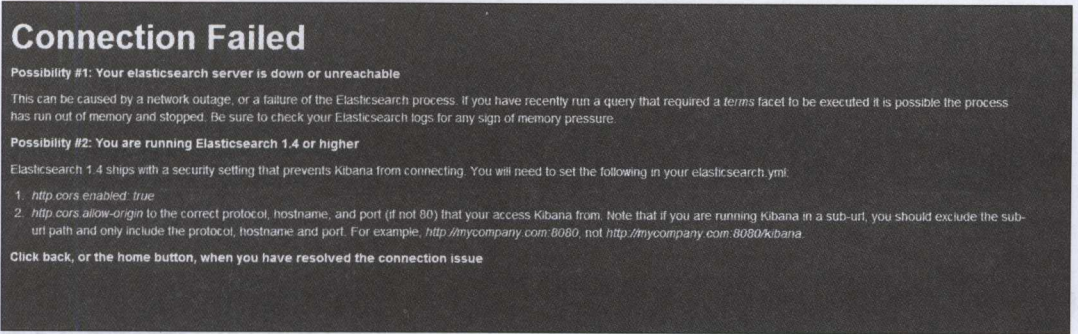 Connection Failed
Possibility #1: Your elasticsearch server is down or unreachable
This can be caused by a network outage, or a failure of the Elasticsearch process. If you have recently run a query that required a terms facet to be executed it is possible the process
has run out of memory and stopped. Be sure to check your Elasticsearch logs for any sign of memory pressure.
Possibility #2: You are running Elasticsearch 1.4 or higher
Elasticsearch 1.4 ships with a security setting that prevents Kibana from connecting. You will need to set the following in your elasticsearch.yml:
1. http.cors.enabled: true
2. http.cors.allow-origin to the correct protocol, hostname, and port (if not 80) that your access Kibana from. Note that if you are running Kibana in a sub-url, you should exclude the sub-
url path and only include the protocol, hostname and port. For example, http://mycompany.com:8080, not http://mycompany.com:8080/kibana.
Click back, or the home button, when you have resolved the connection issue